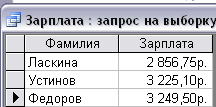 Зарплата : запрос на выборку
Фамилия Зарплата
Ласкина 2 856,75р.
Устинов 3 225,10р.
Федоров 3 249,50р.